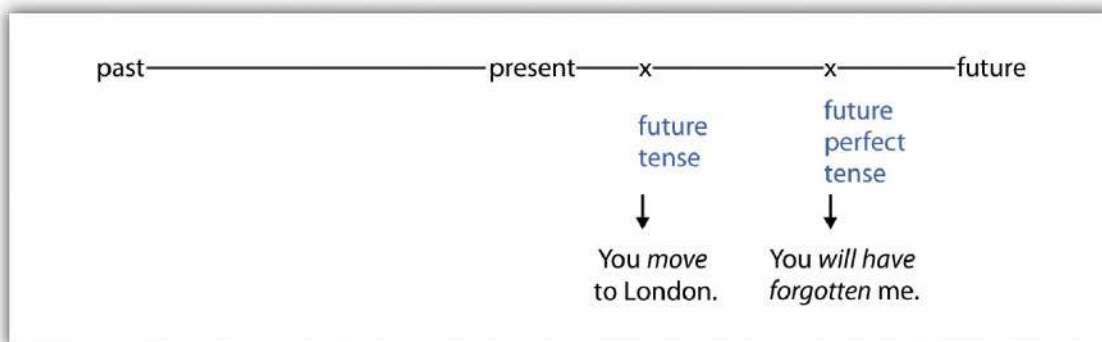 past present x x future
future
tense
future
perfect
tense
You move
to London.
You will have
forgotten me.